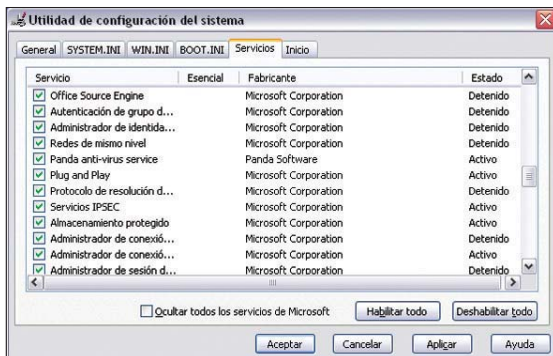 Utilidad de configuración del sistema
General SYSTEM.INI WIN.INI BOOT.INI Servicios Inicio
Servicio Esencial Fabricante Estado
Office Source Engine Microsoft Corporation Detenido
Autenticación de grupo d... Microsoft Corporation Detenido
Administrador de identida... Microsoft Corporation Detenido
Redes de mismo nivel Microsoft Corporation Detenido
Panda anti-virus service Panda Software Activo
Plug and Play Microsoft Corporation Activo
Protocolo de resolución d... Microsoft Corporation Detenido
Servicios IPSEC Microsoft Corporation Activo
Almacenamiento protegido Microsoft Corporation Activo
Administrador de conexió... Microsoft Corporation Detenido
Administrador de conexió... Microsoft Corporation Activo
Administrador de sesión d... Microsoft Corporation Detenido
Ocultar todos los servicios de Microsoft Habilitar todo Deshabilitar todo
Aceptar Cancelar Aplicar Ayuda